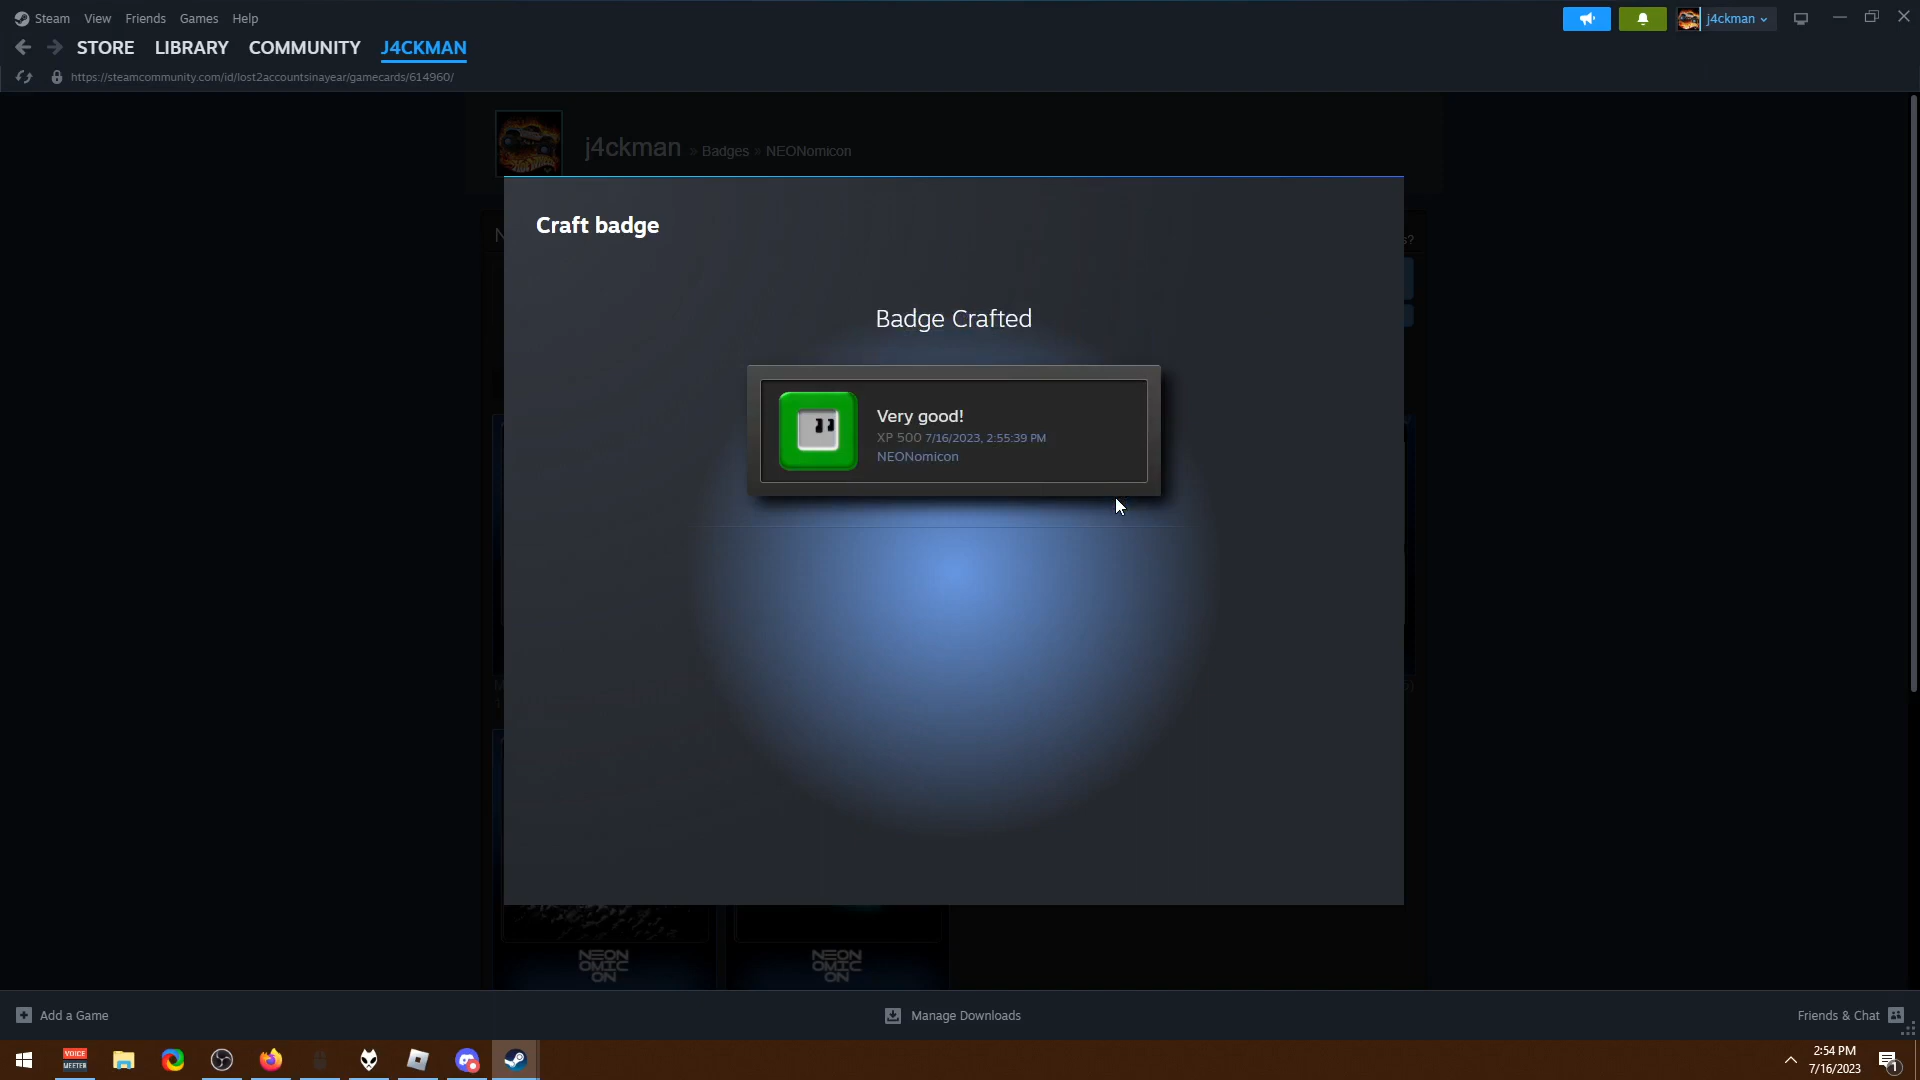 Steam View Friends Games Help
j4ckman
STORE LIBRARY COMMUNITY J4CKMAN
https://steamcommunity.com/id/lost2accountsinayear/gamecards/614960/
j4ckman » Badges » NEONomicon
Craft badge
Badge Crafted
Very good!
XP 500 7/16/2023, 2:55:39 PM
NEONomicon
NEON
OMIC
ON
NEON
OMIC
ON
Add a Game
Manage Downloads
Friends & Chat
VOICE
MEETER
2:54 PM
7/16/2023
1